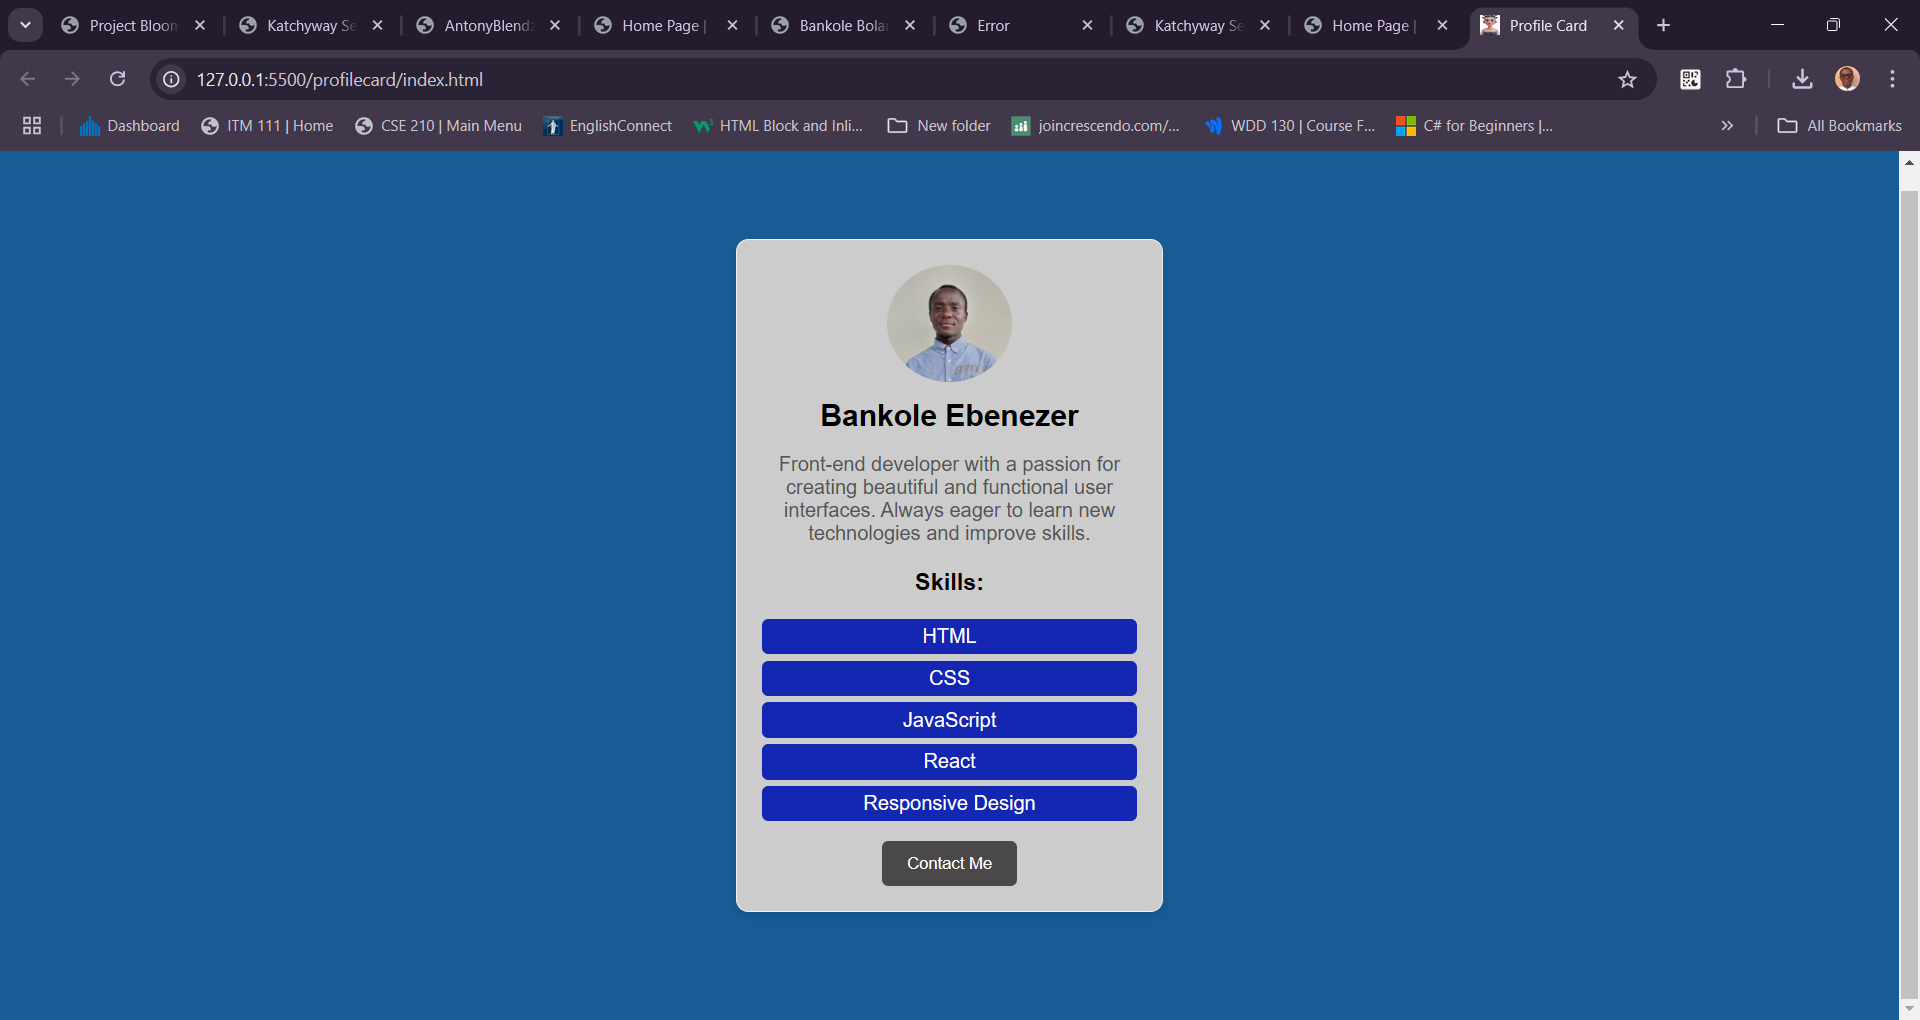 Project Bloom
Katchyway Se
AntonyBlend
Home Page |
Bankole Bola
Error
Katchyway Se
Home Page |
Profile Card
127.0.0.1:5500/profilecard/index.html
Dashboard
ITM 111 | Home
CSE 210 | Main Menu
EnglishConnect
HTML Block and Inli...
New folder
joincrescendo.com/...
WDD 130 | Course F...
C# for Beginners |...
All Bookmarks
Bankole Ebenezer
Front-end developer with a passion for
creating beautiful and functional user
interfaces. Always eager to learn new
technologies and improve skills.
Skills:
HTML
CSS
JavaScript
React
Responsive Design
Contact Me